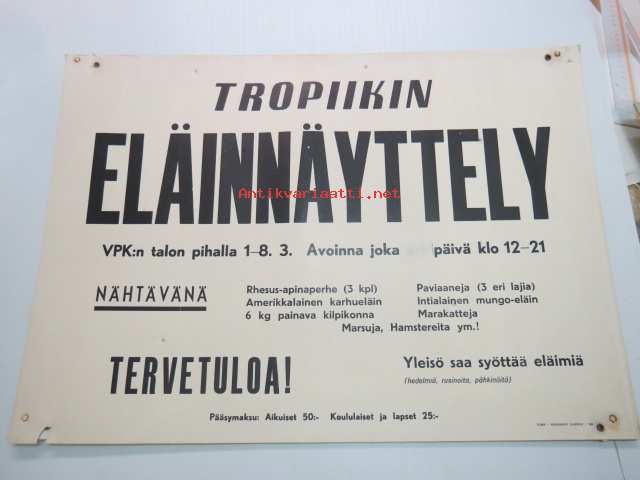 TROPIIKIN
ELÄINNÄYTTELY
Antikvariaatti.net
VPK:n talon pihalla 1-8. 3. Avoinna joka päivä klo 12-21
NÄHTÄVÄNÄ
Rhesus-apinaperhe (3 kpl)
Amerikkalainen karhueläin
6 kg painava kilpikonna
Paviaaneja (3 eri lajia)
Intialainen mungo-eläin
Marakatteja
Marsuja, Hamstereita ym.!
TERVETULOA!
Yleisö saa syöttää eläimiä
(hedelmiä, rusinoita, pähkinöitä)
Pääsymaksu: Aikuiset 50:- Koululaiset ja lapset 25:-